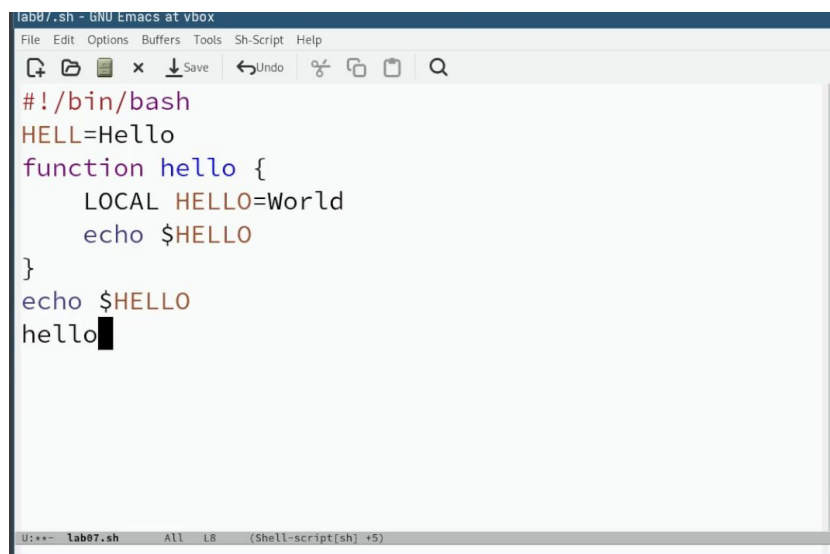 lab07.sh - GNU Emacs at vbox
File Edit Options Buffers Tools Sh-Script Help
Save Undo
#!/bin/bash
HELL=Hello
function hello {
LOCAL HELLO=World
echo $HELLO
}
echo $HELLO
hello
U:**- lab07.sh All L8 (Shell-script[sh] +5)